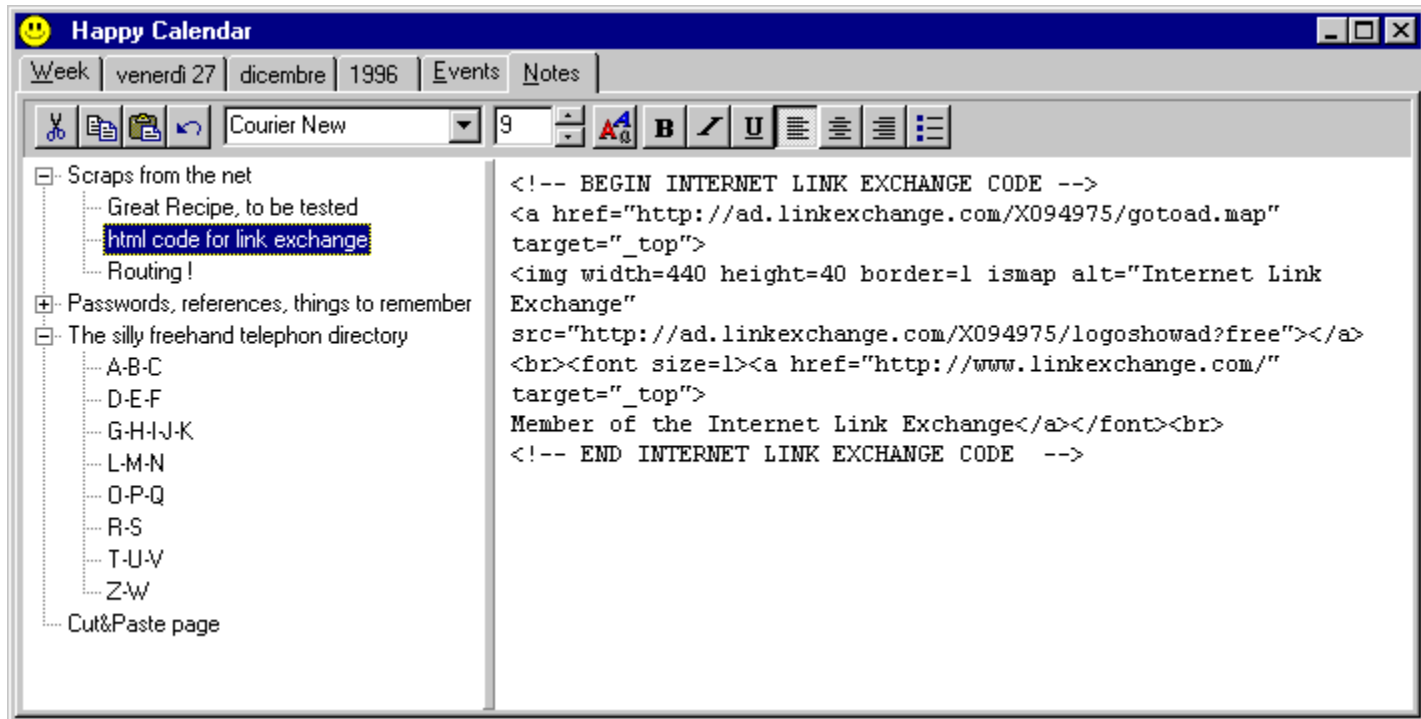 Happy Calendar
Week venerdì 27 dicembre 1996 Events Notes
Courier New 9 B I U
Scraps from the net
Great Recipe, to be tested
html code for link exchange
Routing !
Passwords, references, things to remember
The silly freehand telephon directory
A-B-C
D-E-F
G-H-I-J-K
L-M-N
O-P-Q
R-S
T-U-V
Z-W
Cut&Paste page
<!-- BEGIN INTERNET LINK EXCHANGE CODE -->
<a href="http://ad.linkexchange.com/X094975/gotoad.map"
target="_top">
<img width=440 height=40 border=1 ismap alt="Internet Link
Exchange"
src="http://ad.linkexchange.com/X094975/logoshowad?free"></a>
<br><font size=1><a href="http://www.linkexchange.com/"
target="_top">
Member of the Internet Link Exchange</a></font><br>
<!-- END INTERNET LINK EXCHANGE CODE  -->